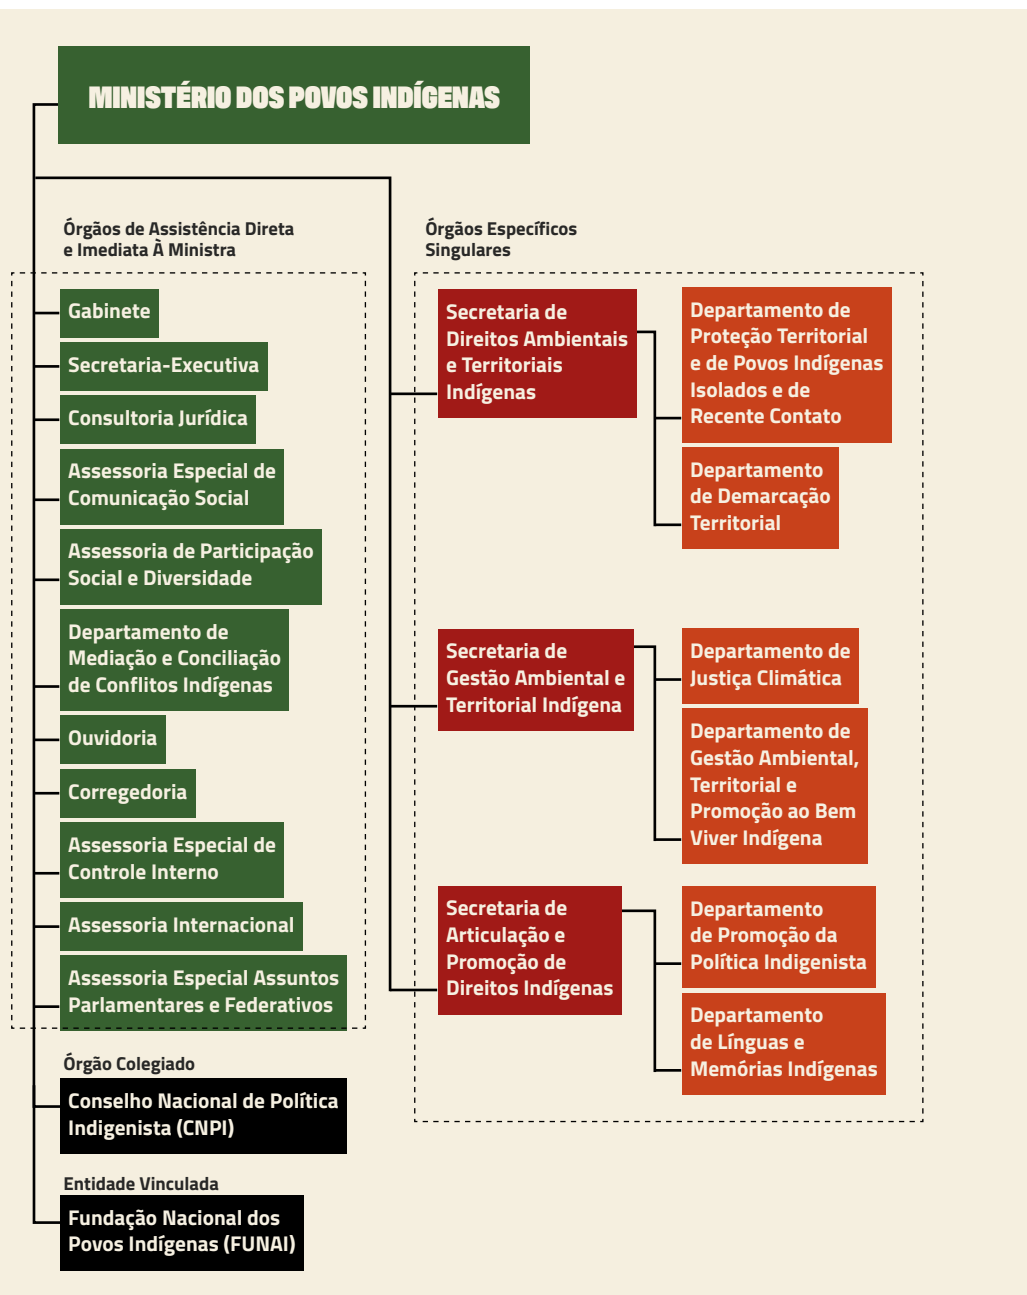 MINISTÉRIO DOS POVOS INDÍGENAS
Órgãos de Assistência Direta
e Imediata À Ministra
Gabinete
Secretaria-Executiva
Consultoria Jurídica
Assessoria Especial de
Comunicação Social
Assessoria de Participação
Social e Diversidade
Departamento de
Mediação e Conciliação
de Conflitos Indígenas
Ouvidoria
Corregedoria
Assessoria Especial de
Controle Interno
Assessoria Internacional
Assessoria Especial Assuntos
Parlamentares e Federativos
Órgão Colegiado
Conselho Nacional de Política
Indigenista (CNPI)
Entidade Vinculada
Fundação Nacional dos
Povos Indígenas (FUNAI)
Órgãos Específicos
Singulares
Secretaria de
Direitos Ambientais
e Territoriais
Indígenas
Departamento de
Proteção Territorial
e de Povos Indígenas
Isolados e de
Recente Contato
Departamento
de Demarcação
Territorial
Secretaria de
Gestão Ambiental e
Territorial Indígena
Departamento de
Justiça Climática
Departamento de
Gestão Ambiental,
Territorial e
Promoção ao Bem
Viver Indígena
Secretaria de
Articulação e
Promoção de
Direitos Indígenas
Departamento
de Promoção da
Política Indigenista
Departamento
de Línguas e
Memórias Indígenas